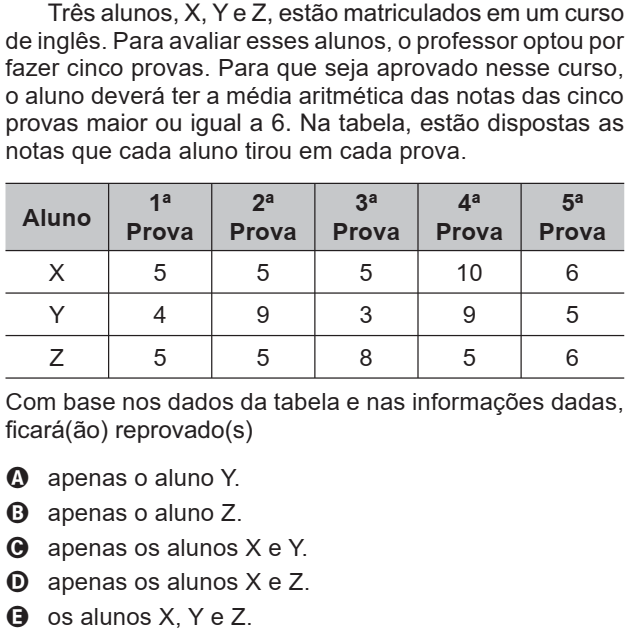 Três alunos, X, Y e Z, estão matriculados em um curso
de inglês. Para avaliar esses alunos, o professor optou por
fazer cinco provas. Para que seja aprovado nesse curso,
o aluno deverá ter a média aritmética das notas das cinco
provas maior ou igual a 6. Na tabela, estão dispostas as
notas que cada aluno tirou em cada prova.
Aluno 1ª Prova 2ª Prova 3ª Prova 4ª Prova 5ª Prova
X 5 5 5 10 6
Y 4 9 3 9 5
Z 5 5 8 5 6
Com base nos dados da tabela e nas informações dadas,
ficará(ão) reprovado(s)
A apenas o aluno Y.
B apenas o aluno Z.
C apenas os alunos X e Y.
D apenas os alunos X e Z.
E os alunos X, Y e Z.